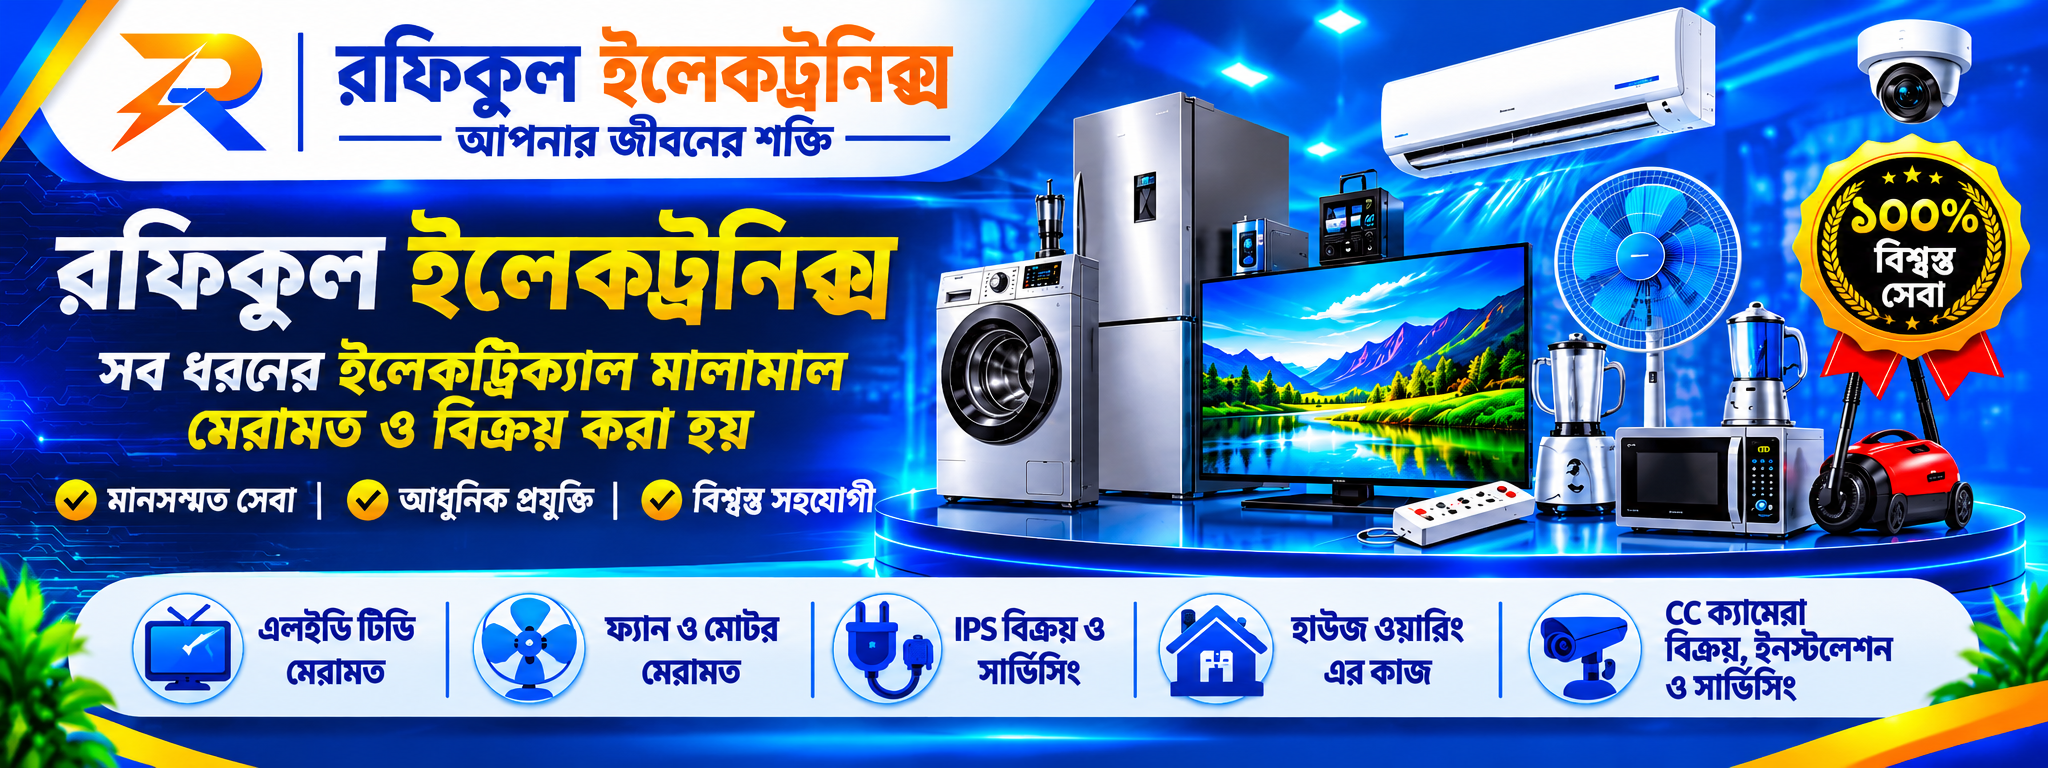 রফিকুল ইলেকট্রনিক্স
আপনার জীবনের শক্তি
রফিকুল ইলেকট্রনিক্স
সব ধরনের ইলেকট্রিক্যাল মালামাল
মেরামত ও বিক্রয় করা হয়
মানসম্মত সেবা | আধুনিক প্রযুক্তি | বিশ্বস্ত সহযোগী
১০০%
বিশ্বস্ত
সেবা
এলইডি টিডি
মেরামত
ফ্যান ও মোটর
মেরামত
IPS বিক্রয় ও
সার্ভিসিং
হাউজ ওয়ারিং
এর কাজ
CC ক্যামেরা
বিক্রয়, ইনস্টলেশন
ও সার্ভিসিং